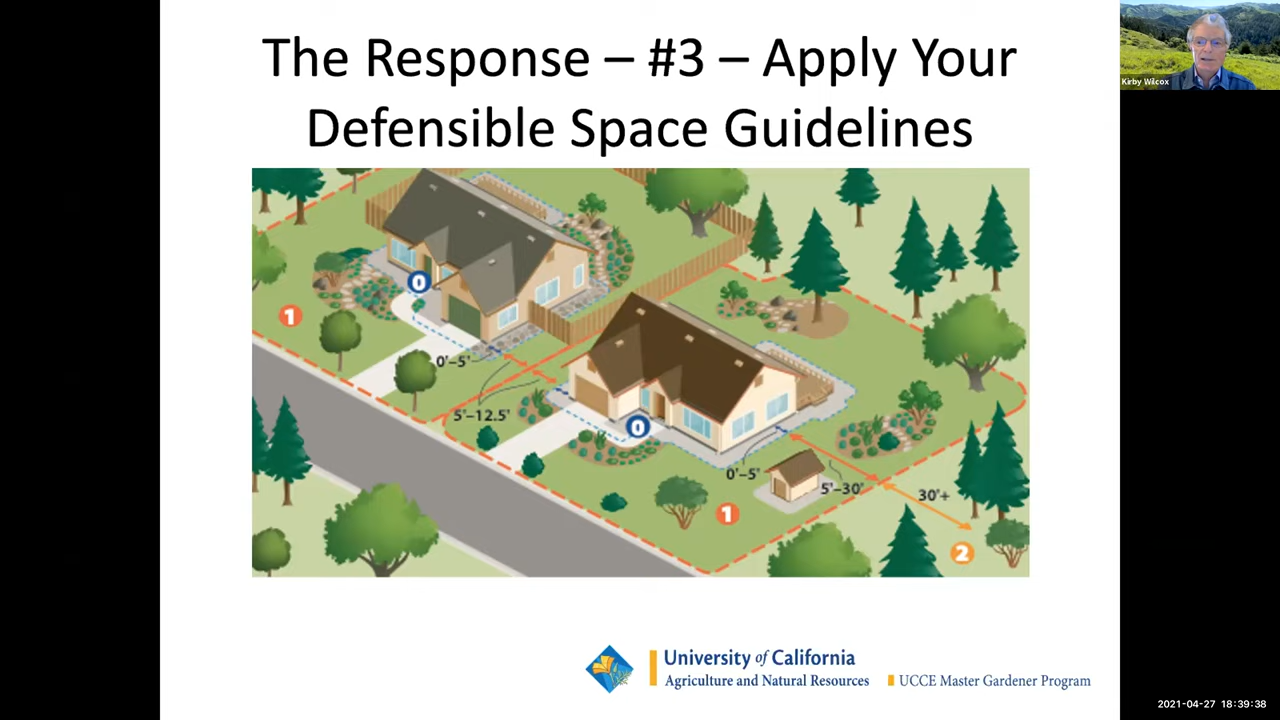 The Response – #3 – Apply Your
Defensible Space Guidelines
Kirby Wilcox
0
1
0'–5'
5'–12.5'
0
0'–5'
5'–30'
30'+
1
2
University of California
Agriculture and Natural Resources
UCCE Master Gardener Program
2021-04-27 18:39:38